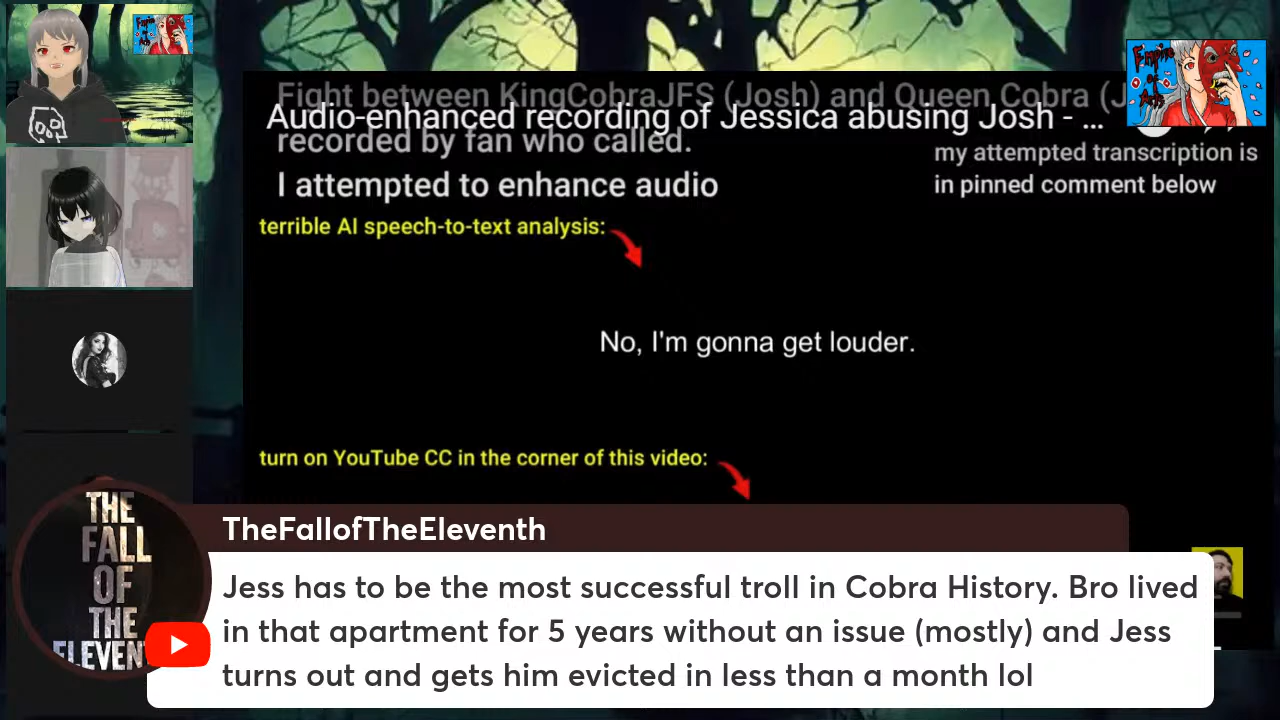 Fight between KingCobraJFS (Josh) and Queen Cobra (J
Audio-enhanced recording of Jessica abusing Josh - ...
recorded by fan who called.
I attempted to enhance audio
my attempted transcription is
in pinned comment below
terrible AI speech-to-text analysis:
No, I'm gonna get louder.
turn on YouTube CC in the corner of this video:
Empire
of
THE
FALL
OF
THE
ELEVEN
TheFallofTheEleventh
Jess has to be the most successful troll in Cobra History. Bro lived
in that apartment for 5 years without an issue (mostly) and Jess
turns out and gets him evicted in less than a month lol